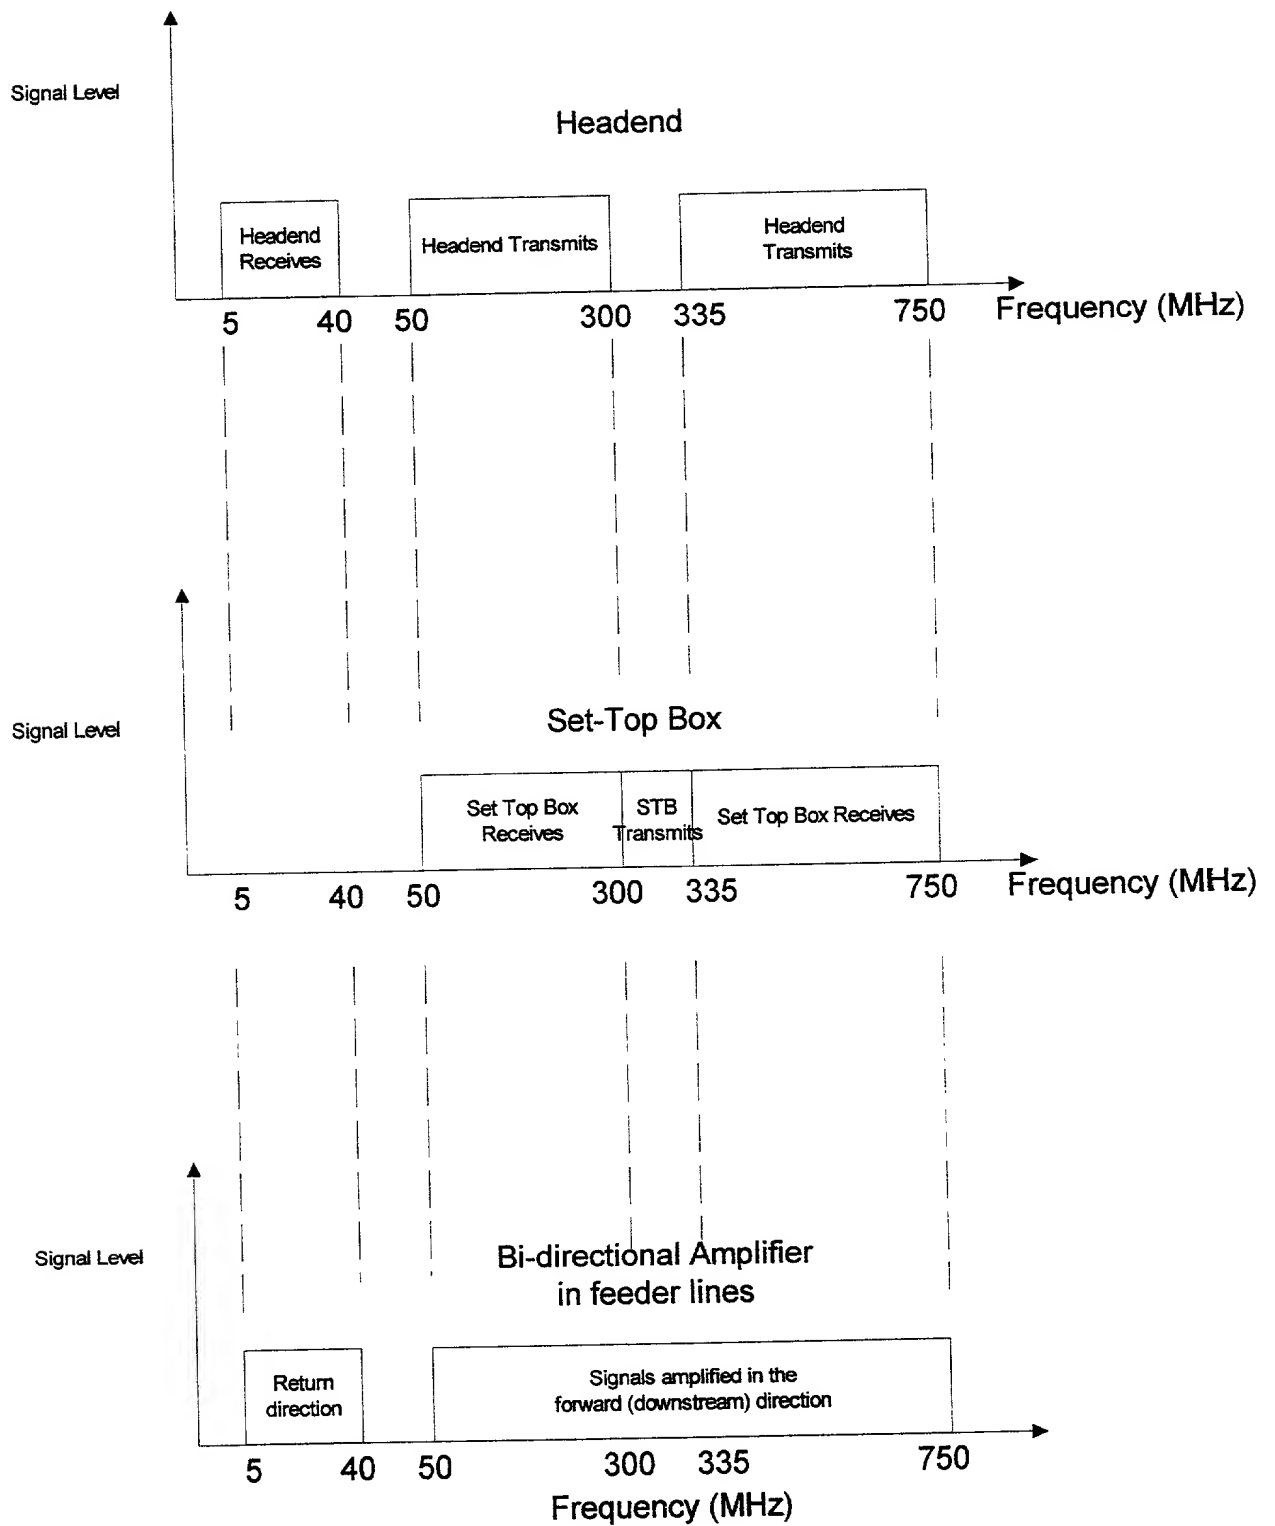 Signal Level
Headend
Headend
Receives
Headend Transmits
Headend
Transmits
5 40 50 300 335 750 Frequency (MHz)
Signal Level
Set-Top Box
Set Top Box
Receives
STB
Transmits
Set Top Box Receives
5 40 50 300 335 750 Frequency (MHz)
Signal Level
Bi-directional Amplifier
in feeder lines
Return
direction
Signals amplified in the
forward (downstream) direction
5 40 50 300 335 750
Frequency (MHz)